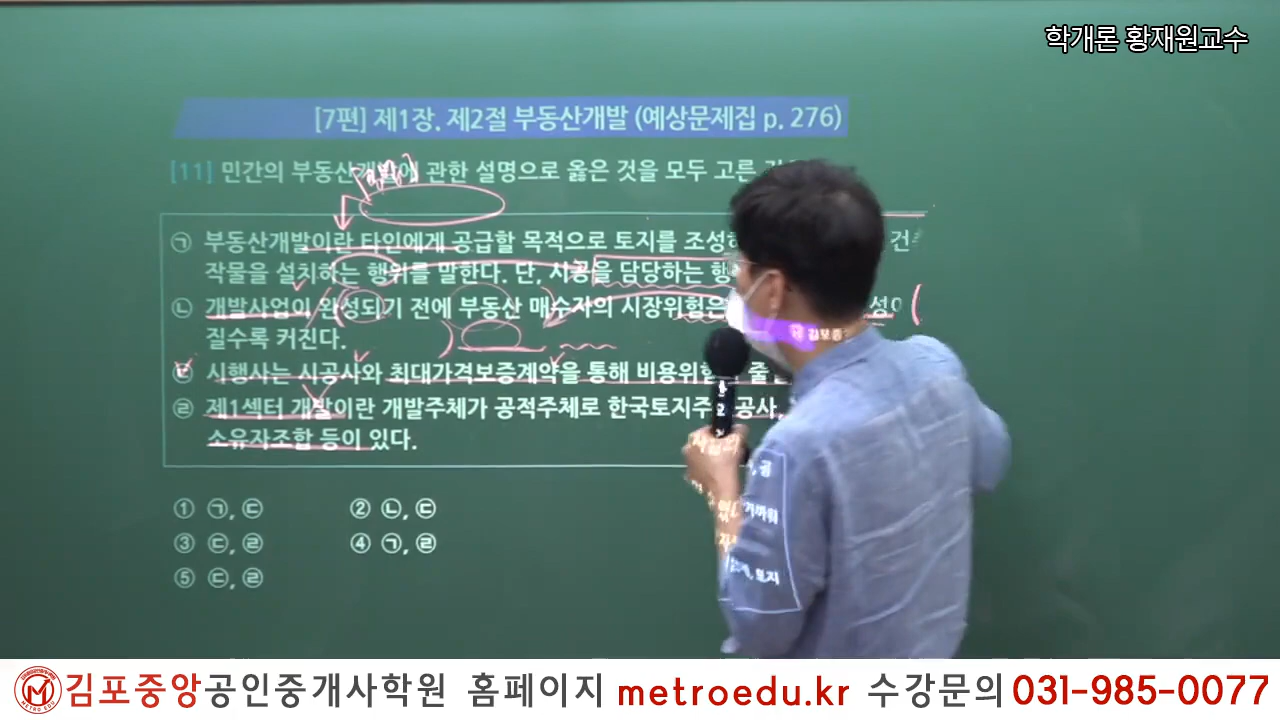 학개론 황재원교수
[7편] 제1장. 제2절 부동산개발 (예상문제집 p. 276)
[11] 민간의 부동산개발에 관한 설명으로 옳은 것을 모두 고른
㉠ 부동산개발이란 타인에게 공급할 목적으로 토지를 조성하
작물을 설치하는 행위를 말한다. 단, 시공을 담당하는 행
㉡ 개발사업이 완성되기 전에 부동산 매수자의 시장위험은
질수록 커진다.
㉢ 시행사는 시공사와 최대가격보증계약을 통해 비용위험 줄
㉣ 제1섹터 개발이란 개발주체가 공적주체로 한국토지주 공사,
소유자조합 등이 있다.
① ㉠, ㉢ ② ㉡, ㉢
③ ㉢, ㉣ ④ ㉠, ㉣
⑤ ㉢, ㉣
김포중앙공인중개사학원 홈페이지 metroedu.kr 수강문의 031-985-0077